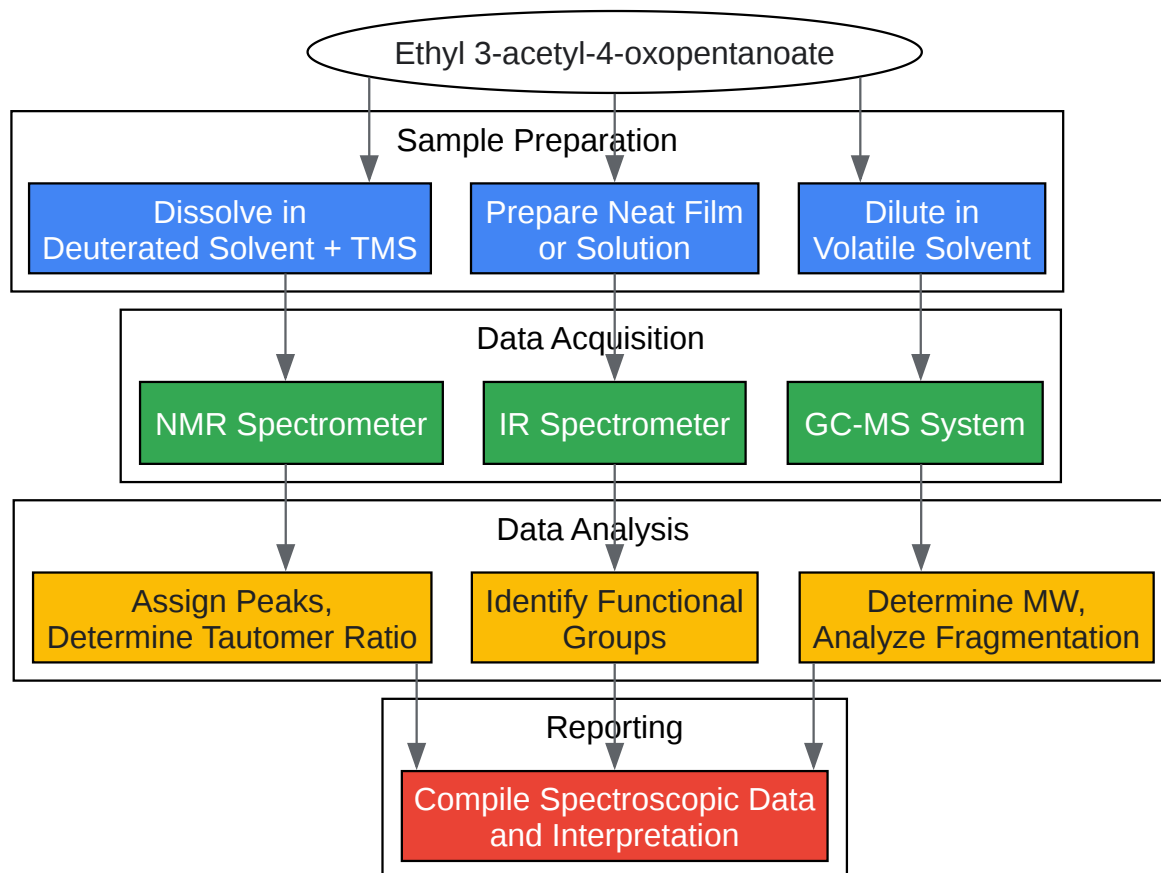 Ethyl 3-acetyl-4-oxopentanoate
Sample Preparation
Dissolve in
Deuterated Solvent + TMS
Prepare Neat Film
or Solution
Dilute in
Volatile Solvent
Data Acquisition
NMR Spectrometer
IR Spectrometer
GC-MS System
Data Analysis
Assign Peaks,
Determine Tautomer Ratio
Identify Functional
Groups
Determine MW,
Analyze Fragmentation
Reporting
Compile Spectroscopic Data
and Interpretation